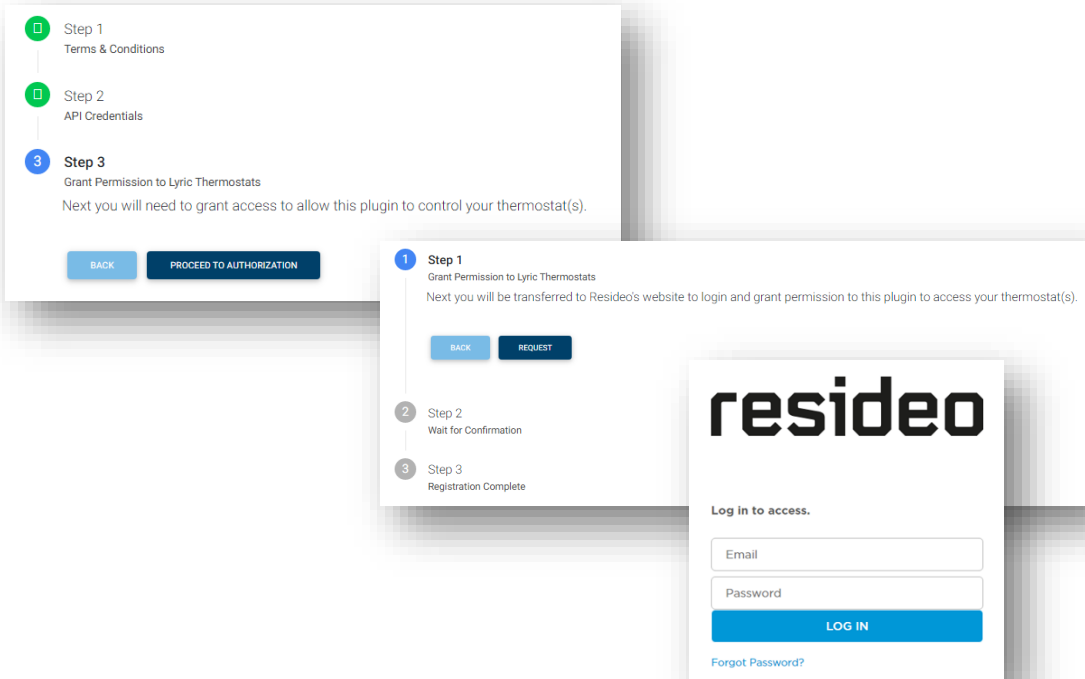 Step 1
Terms & Conditions
Step 2
API Credentials
3
Step 3
Grant Permission to Lyric Thermostats
Next you will need to grant access to allow this plugin to control your thermostat(s).
BACK
PROCEED TO AUTHORIZATION
1
Step 1
Grant Permission to Lyric Thermostats
Next you will be transferred to Resideo's website to login and grant permission to this plugin to access your thermostat(s).
BACK
REQUEST
2
Step 2
Wait for Confirmation
3
Step 3
Registration Complete
resideo
Log in to access.
Email
Password
LOG IN
Forgot Password?